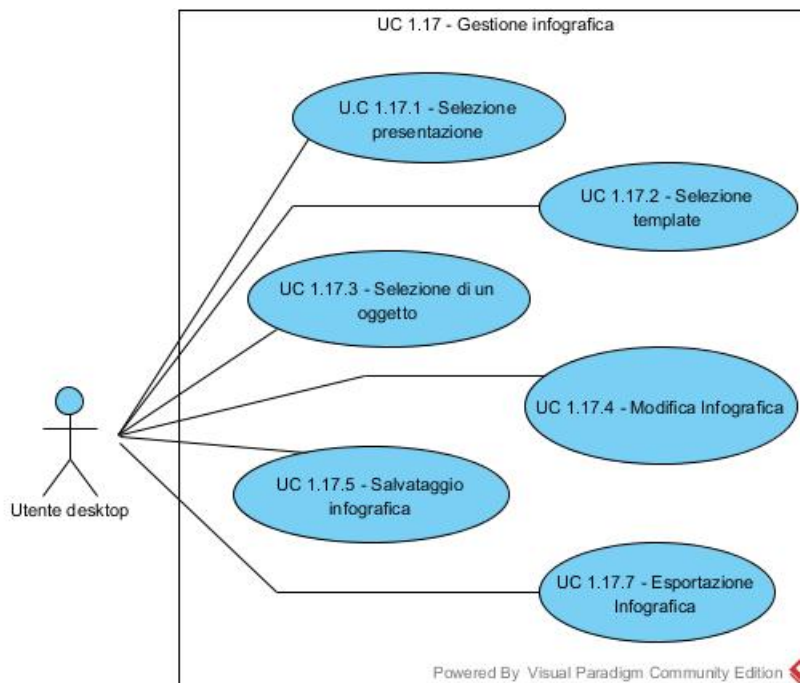 UC 1.17 - Gestione infografica
U.C 1.17.1 - Selezione
presentazione
UC 1.17.2 - Selezione
template
UC 1.17.3 - Selezione di un
oggetto
UC 1.17.4 - Modifica Infografica
UC 1.17.5 - Salvataggio
infografica
Utente desktop
UC 1.17.7 - Esportazione
Infografica
Powered By Visual Paradigm Community Edition